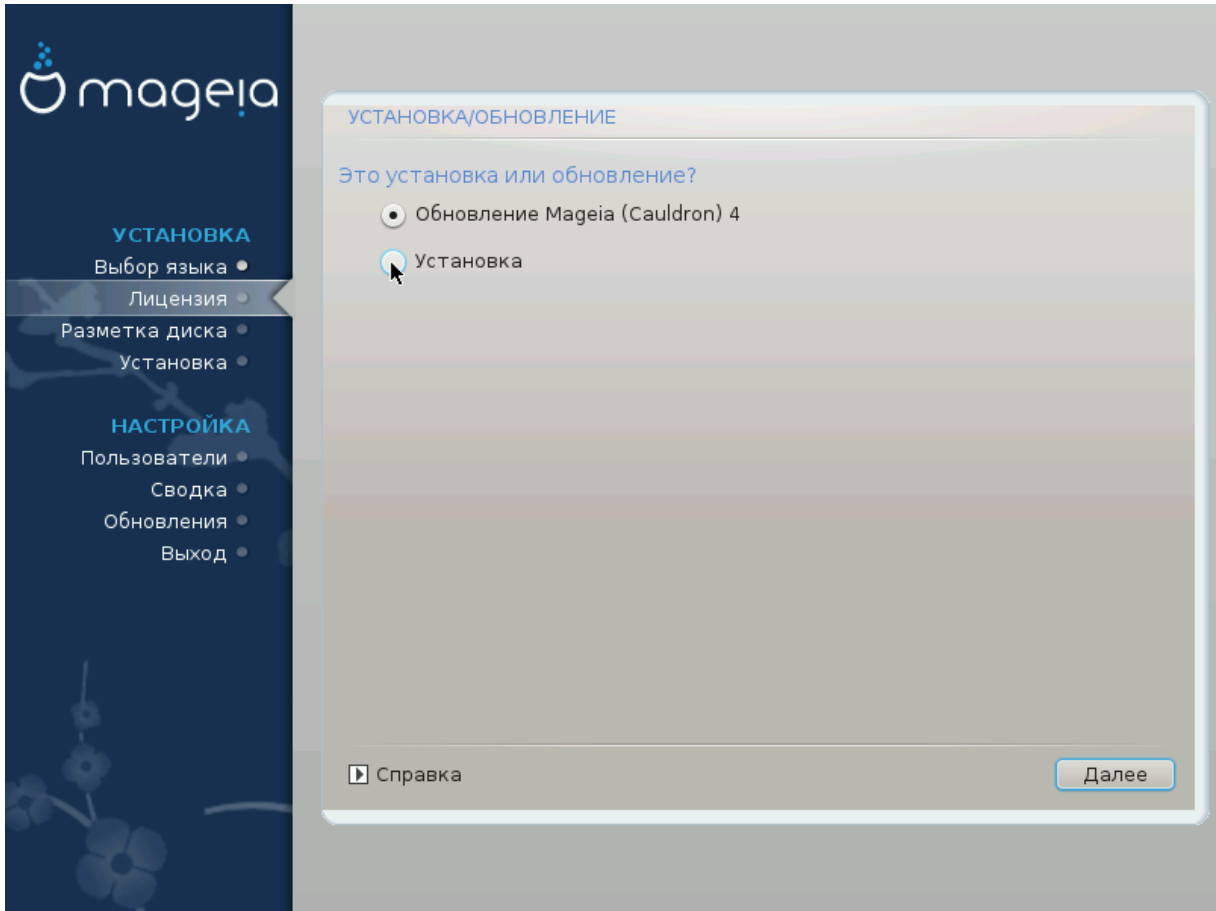 mageia
УСТАНОВКА
Выбор языка
Лицензия
Разметка диска
Установка
НАСТРОЙКА
Пользователи
Сводка
Обновления
Выход
УСТАНОВКА/ОБНОВЛЕНИЕ
Это установка или обновление?
Обновление Mageia (Cauldron) 4
Установка
Справка
Далее